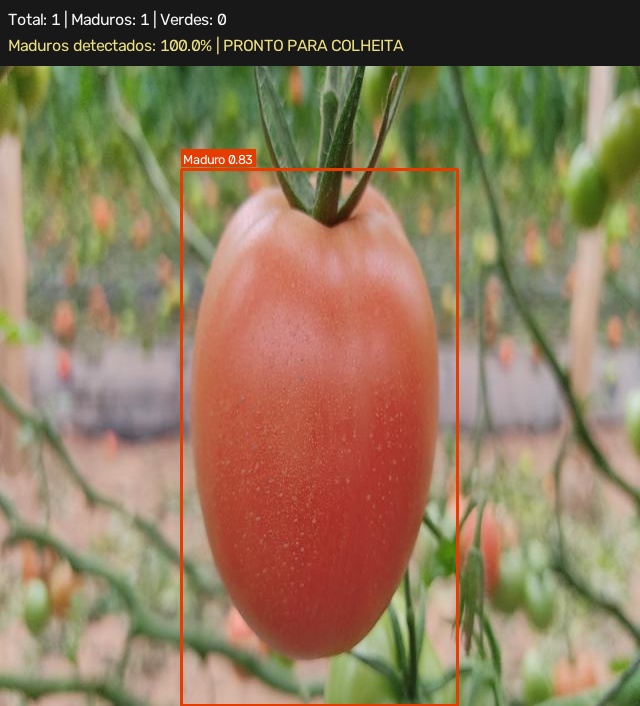 Total: 1 | Maduros: 1 | Verdes: 0
Maduros detectados: 100.0% | PRONTO PARA COLHEITA
Maduro 0.83